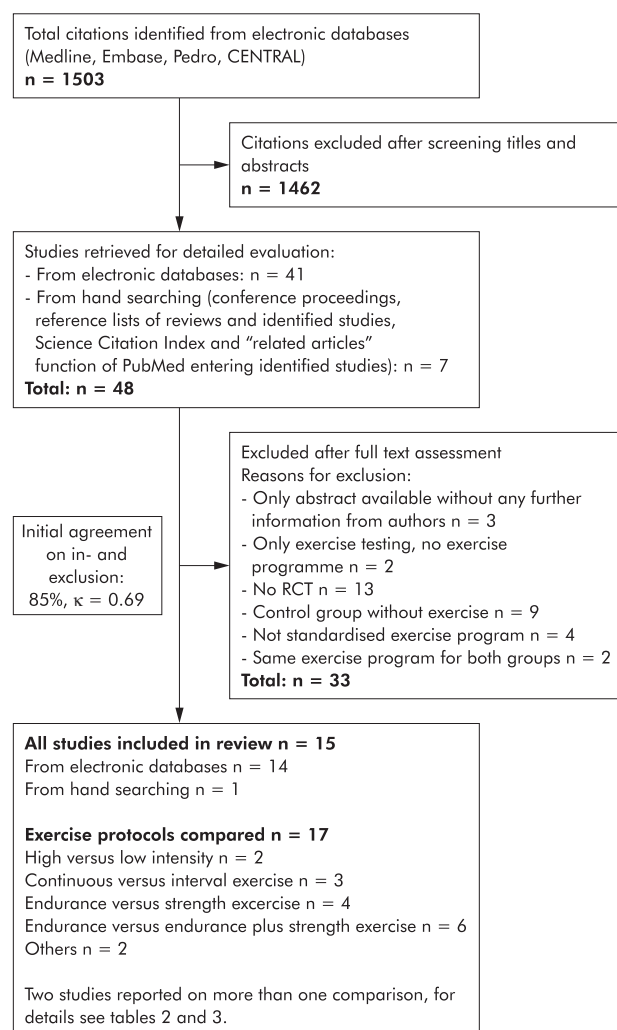 Total citations identified from electronic databases
(Medline, Embase, Pedro, CENTRAL)
n = 1503
Citations excluded after screening titles and
abstracts
n = 1462
Studies retrieved for detailed evaluation:
- From electronic databases: n = 41
- From hand searching (conference proceedings,
reference lists of reviews and identified studies,
Science Citation Index and “related articles”
function of PubMed entering identified studies): n = 7
Total: n = 48
Initial agreement
on in- and
exclusion:
85%, κ = 0.69
Excluded after full text assessment
Reasons for exclusion:
- Only abstract available without any further
information from authors n = 3
- Only exercise testing, no exercise
programme n = 2
- No RCT n = 13
- Control group without exercise n = 9
- Not standardised exercise program n = 4
- Same exercise program for both groups n = 2
Total: n = 33
All studies included in review n = 15
From electronic databases n = 14
From hand searching n = 1
Exercise protocols compared n = 17
High versus low intensity n = 2
Continuous versus interval exercise n = 3
Endurance versus strength excercise n = 4
Endurance versus endurance plus strength exercise n = 6
Others n = 2
Two studies reported on more than one comparison, for
details see tables 2 and 3.